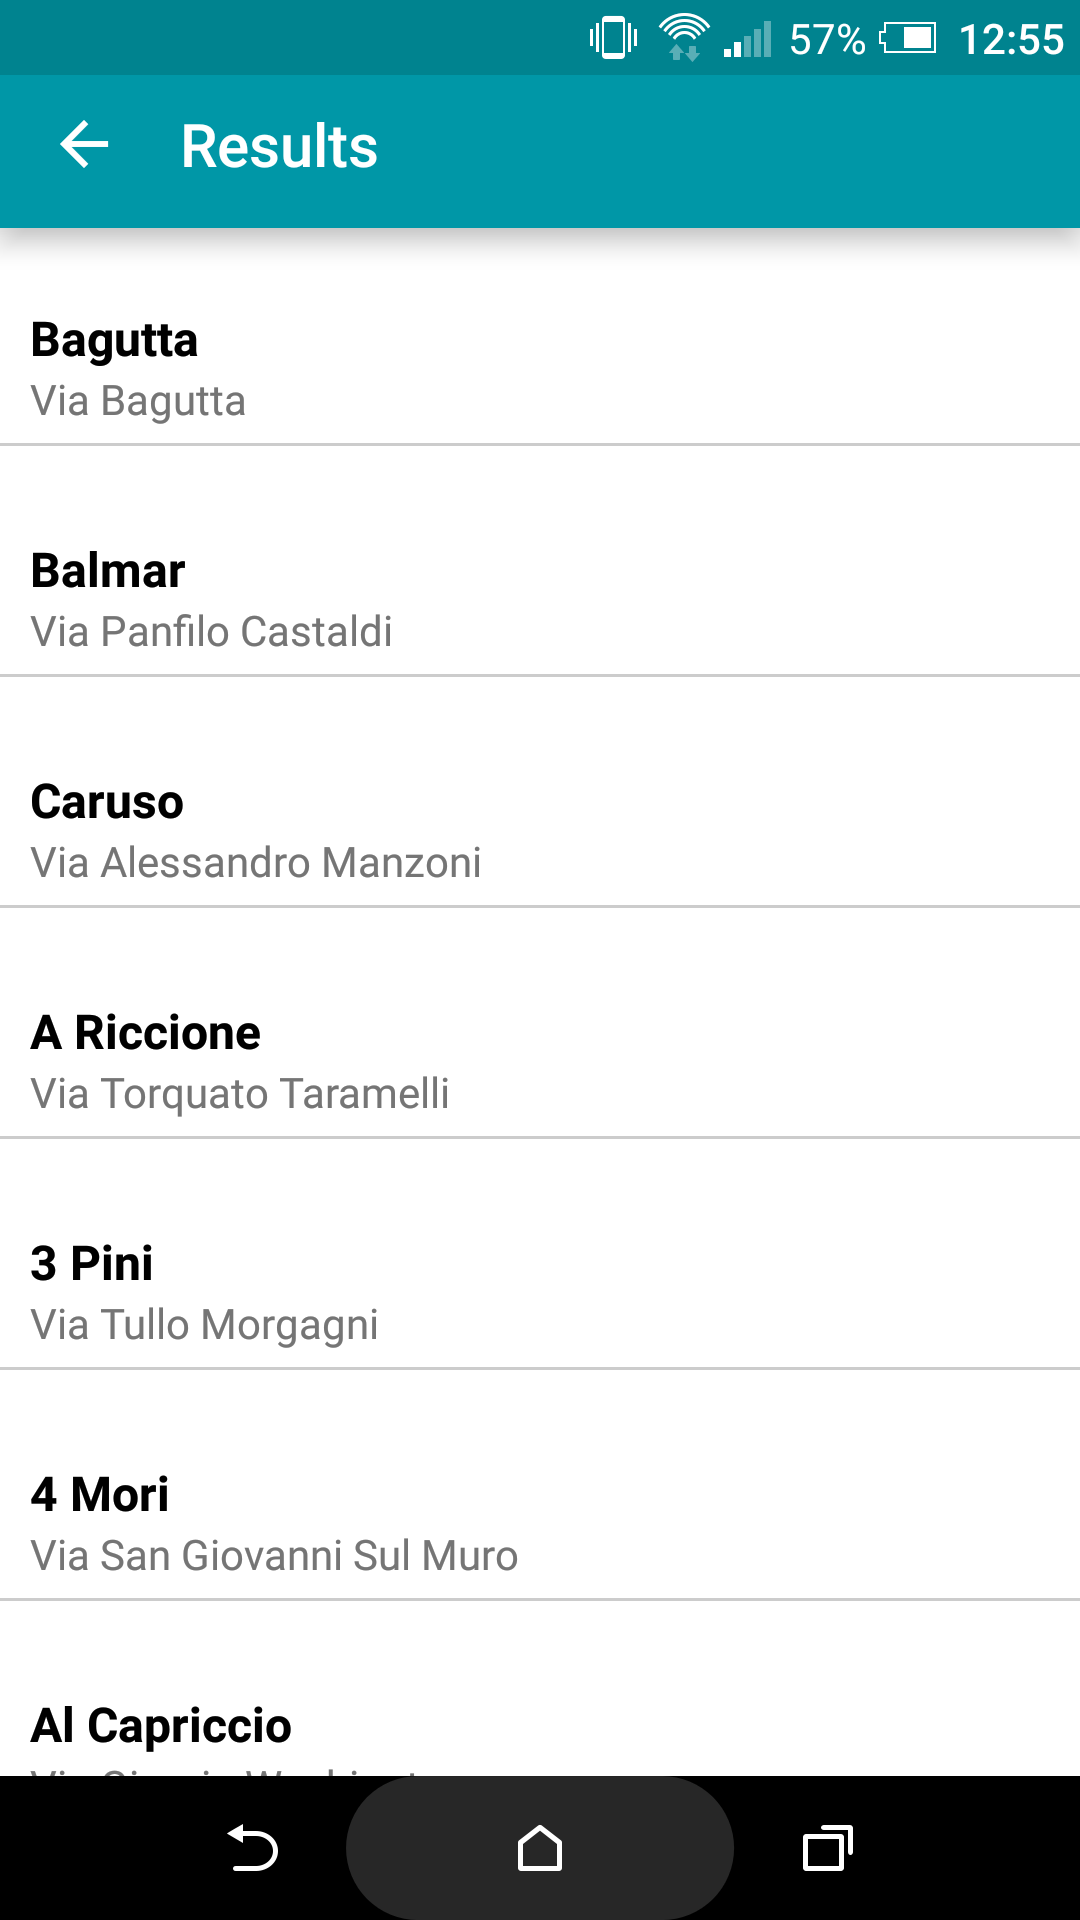 57% 12:55
Results
Bagutta
Via Bagutta
Balmar
Via Panfilo Castaldi
Caruso
Via Alessandro Manzoni
A Riccione
Via Torquato Taramelli
3 Pini
Via Tullo Morgagni
4 Mori
Via San Giovanni Sul Muro
Al Capriccio
Via